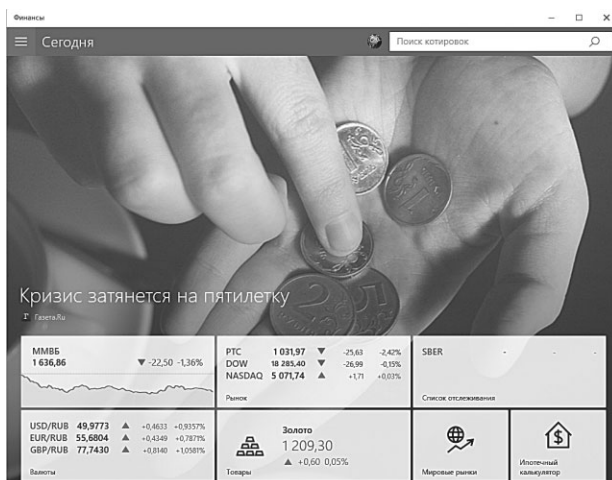 Финансы
Сегодня
Поиск котировок
Кризис затянется на пятилетку
Г Газета.Ru
ММВБ
1 636,86 ▼ -22,50 -1,36%
РТС 1 031,97 ▼ -25,63 -2,42%
DOW 18 285,40 ▼ -26,99 -0,15%
NASDAQ 5 071,74 ▲ +1,71 +0,03%
Рынок
SBER - - -
Список отслеживания
USD/RUB 49,9773 ▲ +0,4633 +0,9357%
EUR/RUB 55,6804 ▲ +0,4349 +0,7871%
GBP/RUB 77,7430 ▲ +0,8140 +1,0581%
Валюты
Золото
1 209,30
▲ +0,60 0,05%
Товары
Мировые рынки
$
Ипотечный
калькулятор